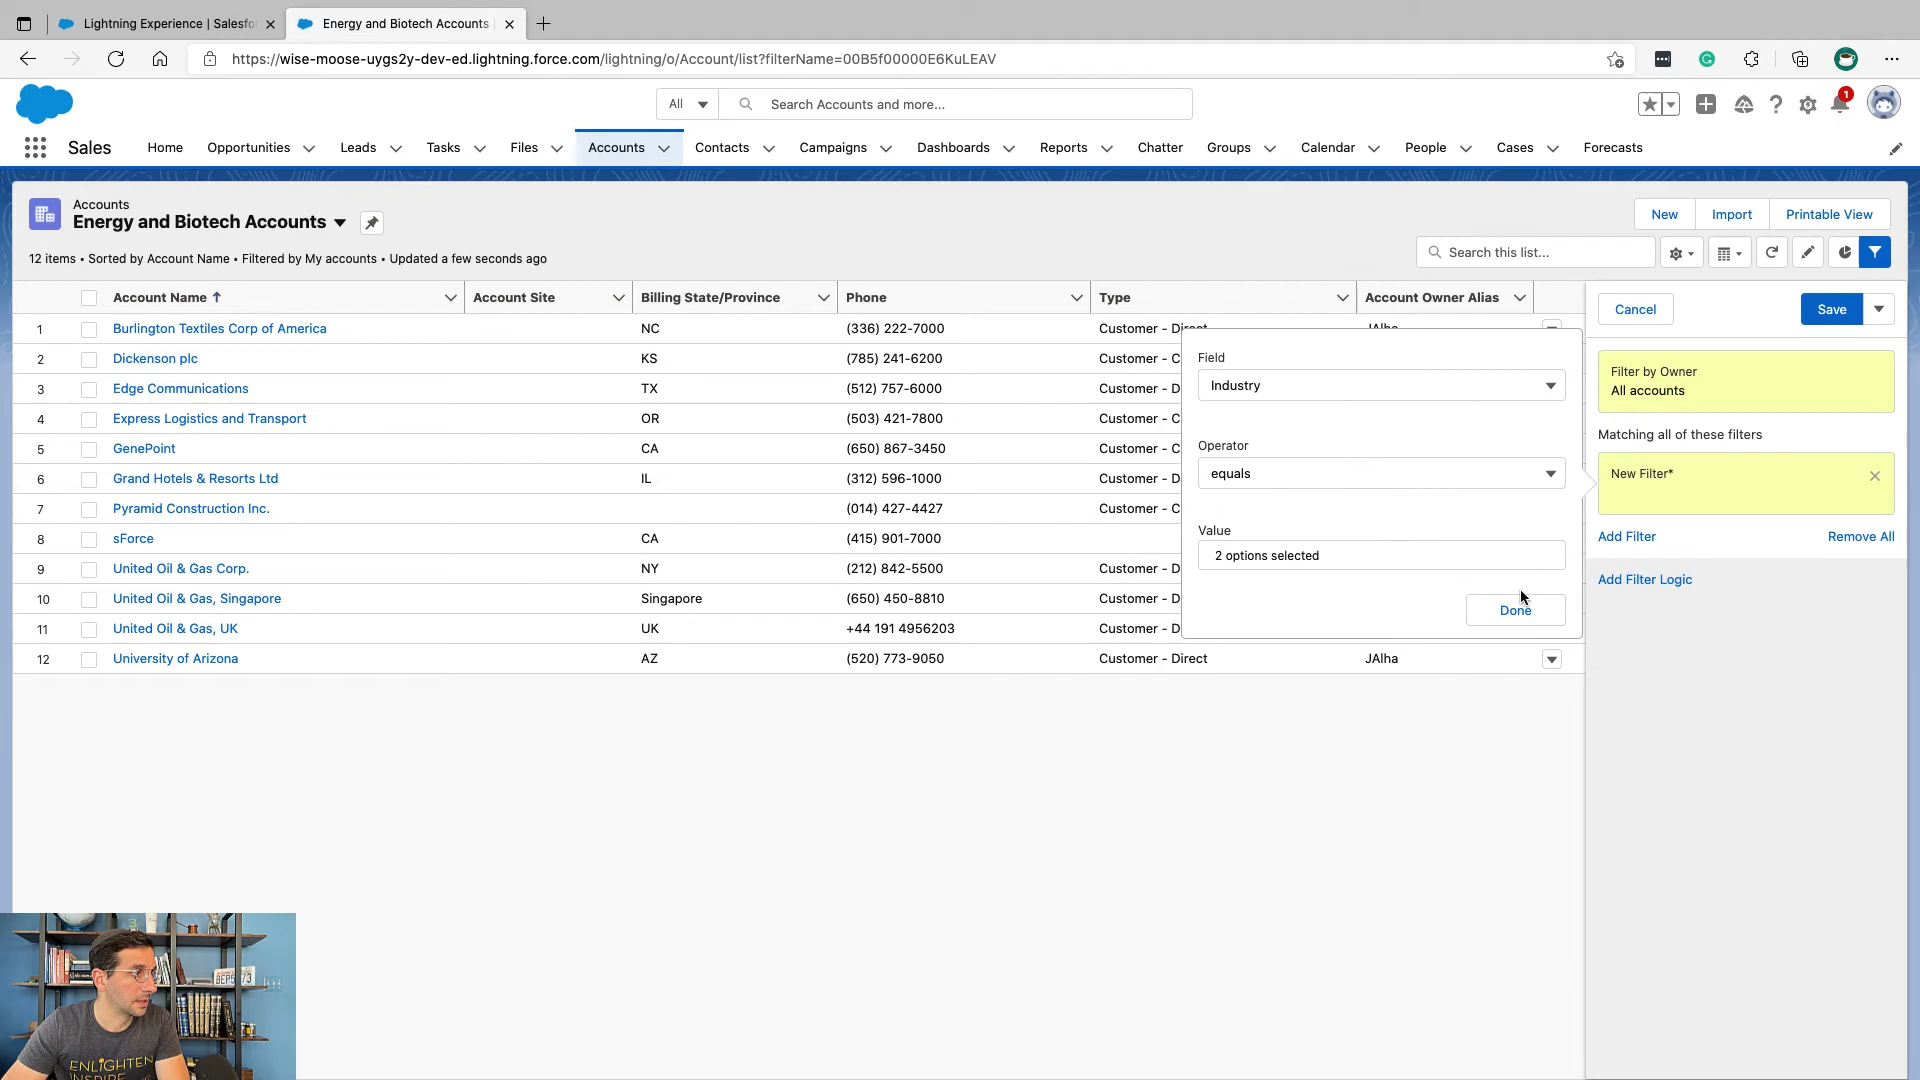 Lightning Experience | Salesfo
Energy and Biotech Accounts
https://wise-moose-uygs2y-dev-ed.lightning.force.com/lightning/o/Account/list?filterName=00B5f00000E6KuLEAV
All
Search Accounts and more...
1
Sales
Home
Opportunities
Leads
Tasks
Files
Accounts
Contacts
Campaigns
Dashboards
Reports
Chatter
Groups
Calendar
People
Cases
Forecasts
Accounts
Energy and Biotech Accounts
New
Import
Printable View
12 items • Sorted by Account Name • Filtered by My accounts • Updated a few seconds ago
Search this list...
Account Name
Account Site
Billing State/Province
Phone
Type
Account Owner Alias
1 Burlington Textiles Corp of America NC (336) 222-7000 Customer - Direct JAlha
2 Dickenson plc KS (785) 241-6200 Customer - C
3 Edge Communications TX (512) 757-6000 Customer - D
4 Express Logistics and Transport OR (503) 421-7800 Customer - C
5 GenePoint CA (650) 867-3450 Customer - C
6 Grand Hotels & Resorts Ltd IL (312) 596-1000 Customer - D
7 Pyramid Construction Inc. (014) 427-4427 Customer - C
8 sForce CA (415) 901-7000
9 United Oil & Gas Corp. NY (212) 842-5500 Customer - D
10 United Oil & Gas, Singapore Singapore (650) 450-8810 Customer - D
11 United Oil & Gas, UK UK +44 191 4956203 Customer - D
12 University of Arizona AZ (520) 773-9050 Customer - Direct JAlha
Field
Industry
Operator
equals
Value
2 options selected
Done
Cancel
Save
Filter by Owner
All accounts
Matching all of these filters
New Filter*
Add Filter
Remove All
Add Filter Logic
ENLIGHTEN
INSPIRE